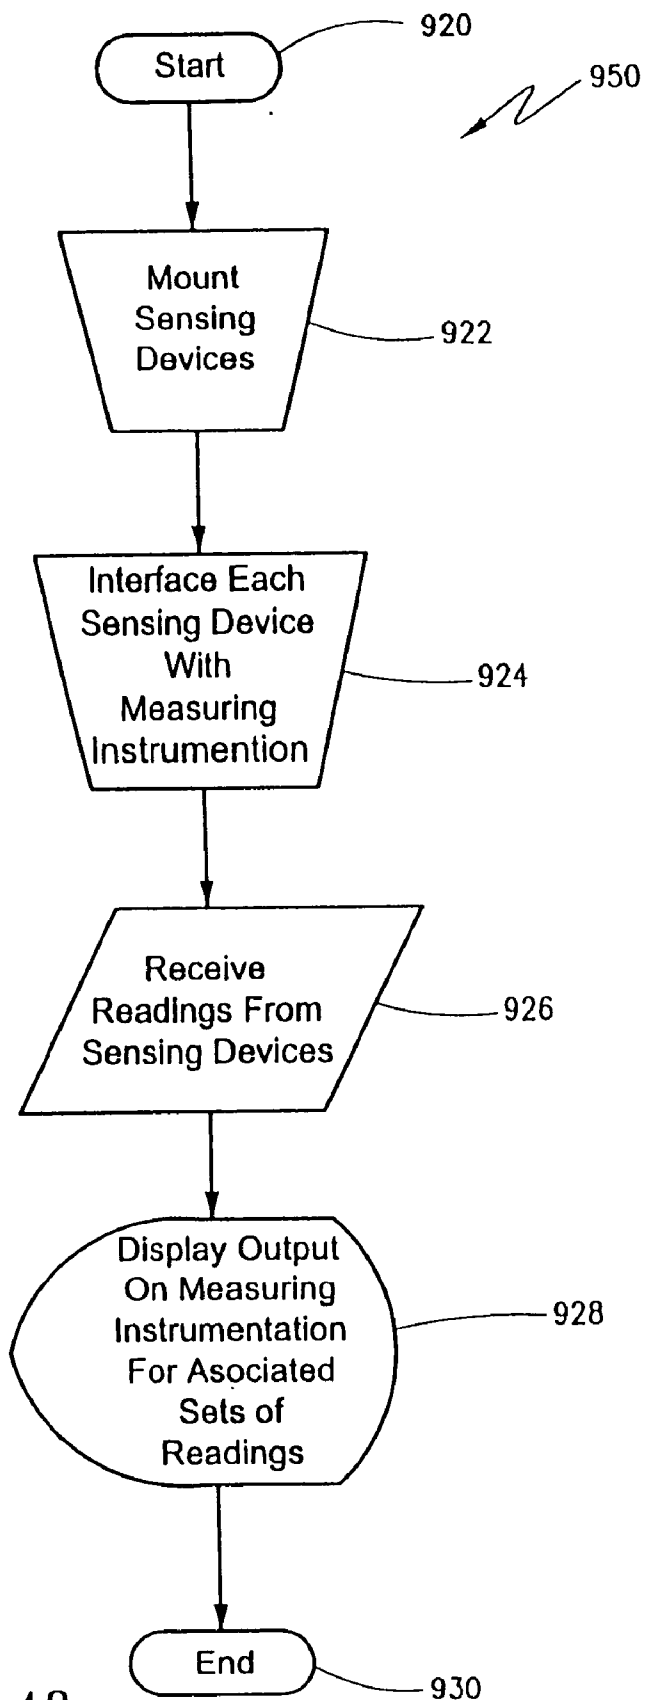 Start
920
950
Mount
Sensing
Devices
922
Interface Each
Sensing Device
With
Measuring
Instrumention
924
Receive
Readings From
Sensing Devices
926
Display Output
On Measuring
Instrumentation
For Asociated
Sets of
Readings
928
End
930